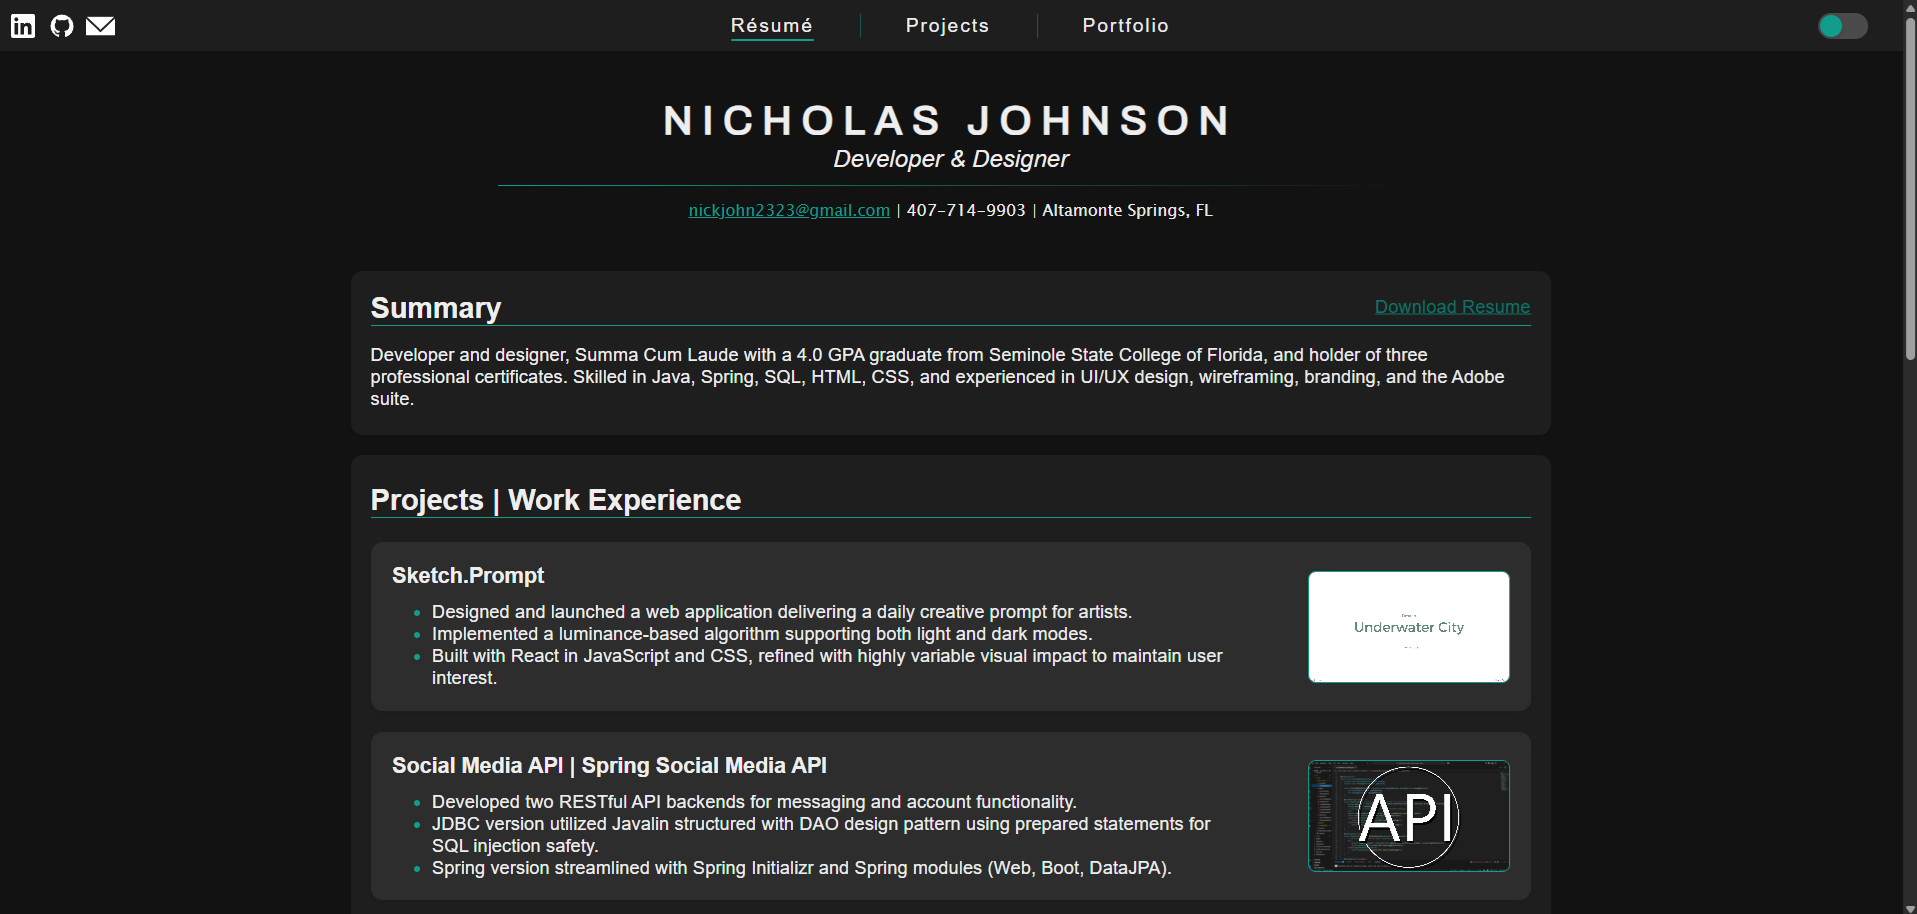 in
Résumé
Projects
Portfolio
NICHOLAS JOHNSON
Developer & Designer
nickjohn2323@gmail.com | 407-714-9903 | Altamonte Springs, FL
Summary
Download Resume
Developer and designer, Summa Cum Laude with a 4.0 GPA graduate from Seminole State College of Florida, and holder of three
professional certificates. Skilled in Java, Spring, SQL, HTML, CSS, and experienced in UI/UX design, wireframing, branding, and the Adobe
suite.
Projects | Work Experience
Sketch.Prompt
Designed and launched a web application delivering a daily creative prompt for artists.
Implemented a luminance-based algorithm supporting both light and dark modes.
Built with React in JavaScript and CSS, refined with highly variable visual impact to maintain user
interest.
Underwater City
Social Media API | Spring Social Media API
Developed two RESTful API backends for messaging and account functionality.
JDBC version utilized Javalin structured with DAO design pattern using prepared statements for
SQL injection safety.
Spring version streamlined with Spring Initializr and Spring modules (Web, Boot, DataJPA).
API